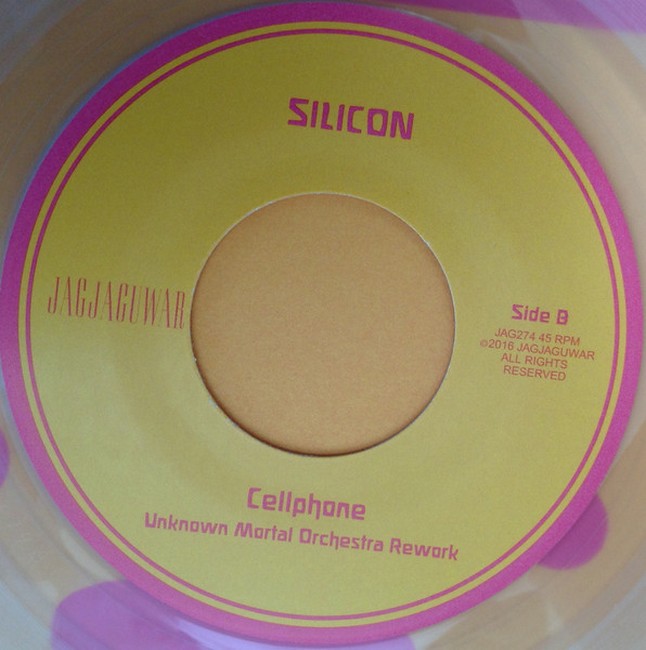 SILICON
JAGJAGUWAR
Side B
JAG274 45 RPM
©2016 JAGJAGUWAR
ALL RIGHTS
RESERVED
Cellphone
Unknown Mortal Orchestra Rework